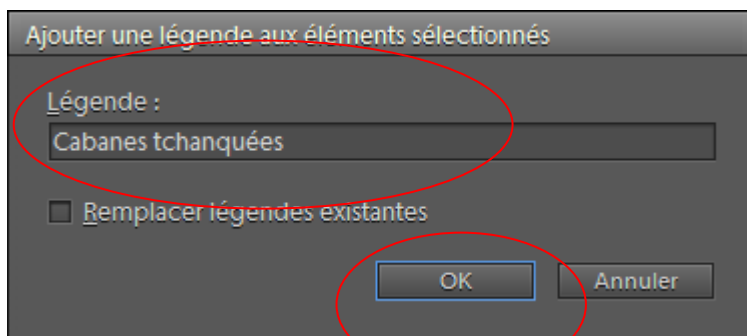 Ajouter une légende aux éléments sélectionnés
Légende :
Cabanes tchanquées
Remplacer légendes existantes
OK Annuler